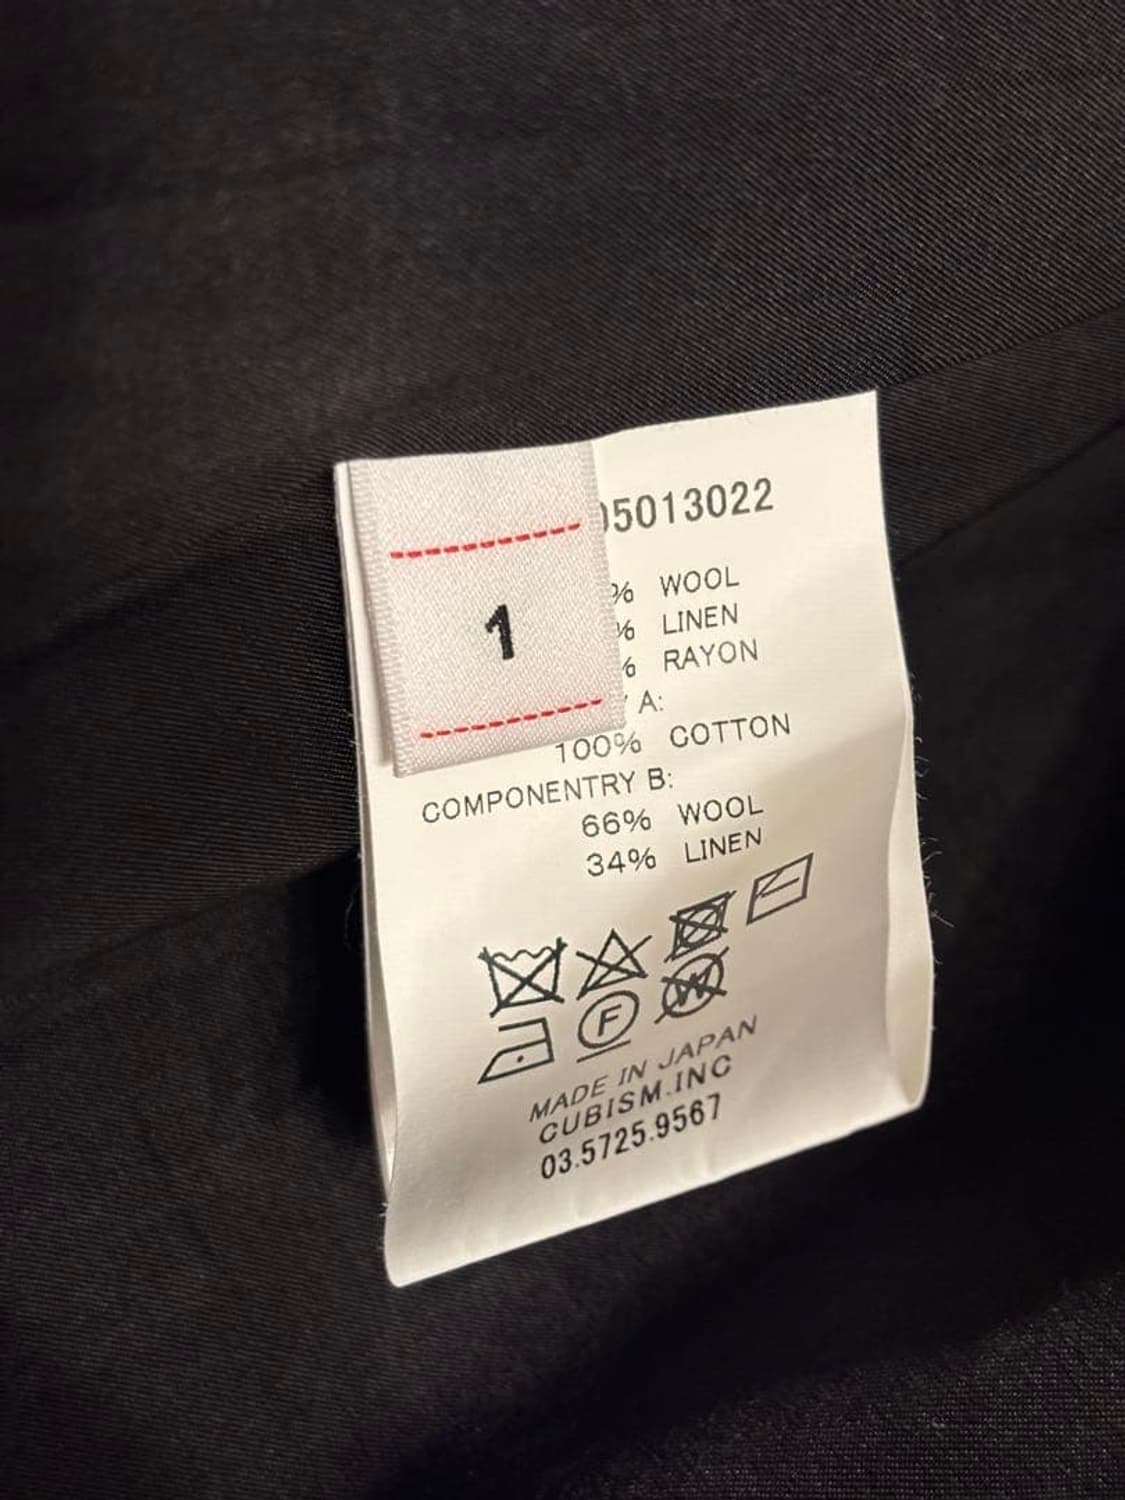 1
5013022
% WOOL
% LINEN
% RAYON
A:
100% COTTON
COMPONENTRY B:
66% WOOL
34% LINEN
F
W
MADE IN JAPAN
CUBISM.INC
03.5725.9567